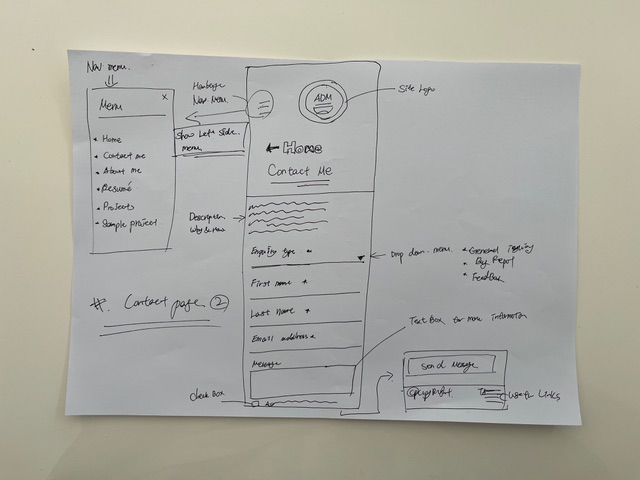 Nav menu.
Menu
x
Home
Contact me
About me
Resumé
Projects
Sample project
Nav Menu
Show Left Side.
menu.
ADM
Site logo
← Home
Contact Me
Description
Why & How
Enquiry type *
Drop down menu.
General
Bug Report
Feedback
First name *
Last name *
Email address *
Message
Text Box for more information
Check Box
#. Contact page ②
Send Message
©Copyright
Useful Links